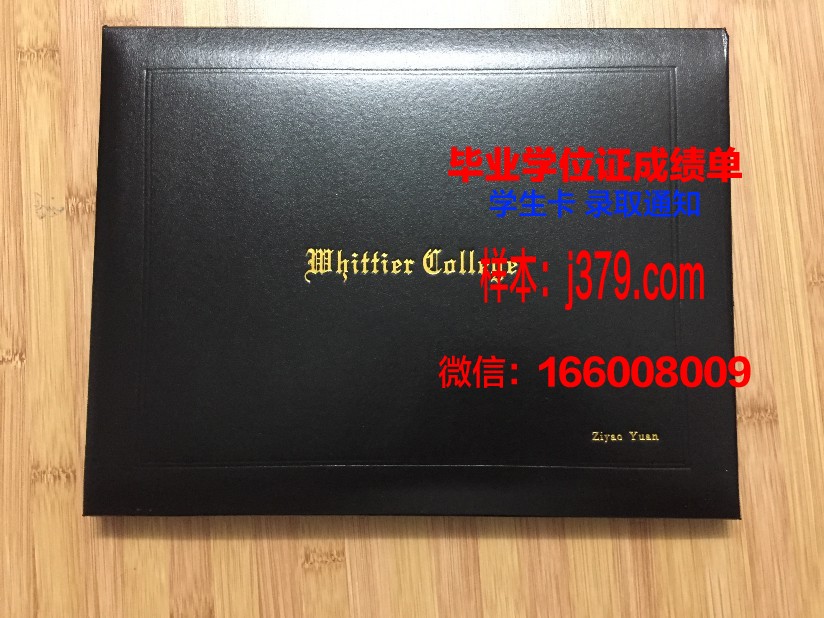 毕业学位证成绩单
学生卡 录取通知
Whittier College
样本：j379.com
微信：166008009
Ziyao Yuan